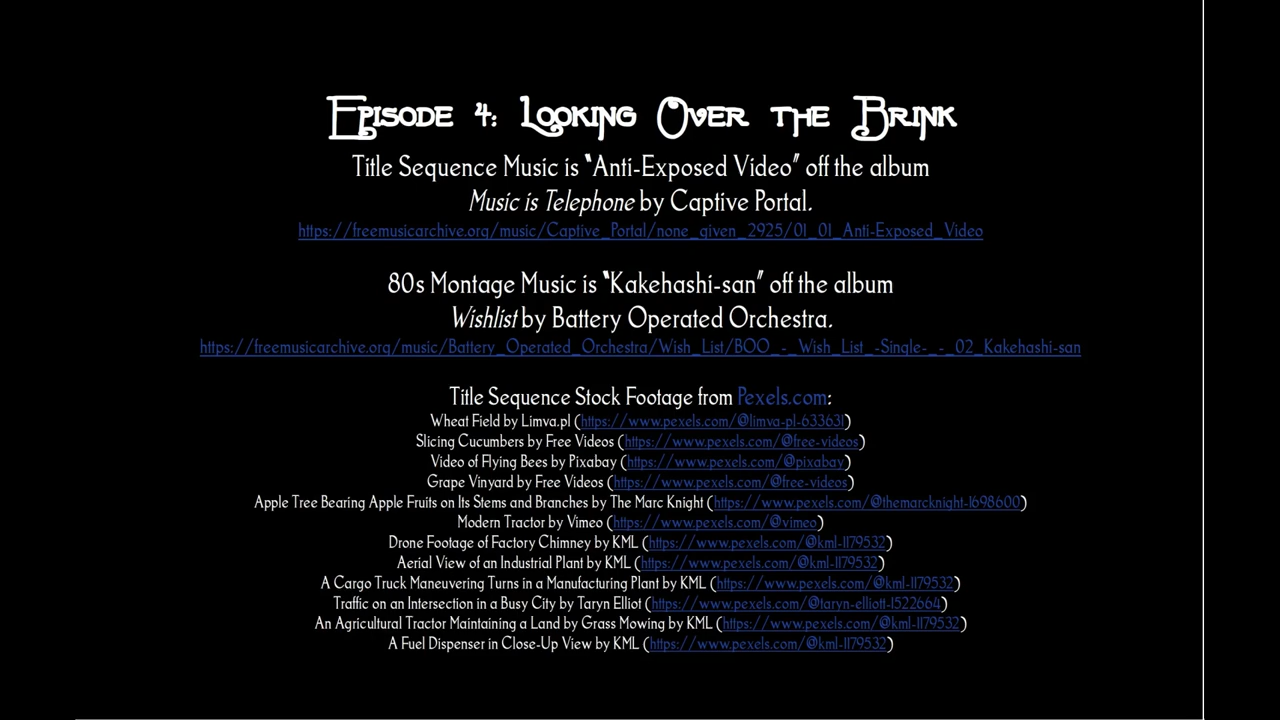 Episode 4: Looking Over the Brink
Title Sequence Music is “Anti-Exposed Video” off the album
Music is Telephone by Captive Portal.
https://freemusicarchive.org/music/Captive_Portal/none_given_2925/01_01_Anti-Exposed_Video
80s Montage Music is “Kakehashi-san” off the album
Wishlist by Battery Operated Orchestra.
https://freemusicarchive.org/music/Battery_Operated_Orchestra/Wish_List/BOO_-_Wish_List_-Single-_-_02_Kakehashi-san
Title Sequence Stock Footage from Pexels.com:
Wheat Field by Limva.pl (https://www.pexels.com/@limva-pl-633631)
Slicing Cucumbers by Free Videos (https://www.pexels.com/@free-videos)
Video of Flying Bees by Pixabay (https://www.pexels.com/@pixabay)
Grape Vinyard by Free Videos (https://www.pexels.com/@free-videos)
Apple Tree Bearing Apple Fruits on Its Stems and Branches by The Marc Knight (https://www.pexels.com/@themarcknight-1698600)
Modern Tractor by Vimeo (https://www.pexels.com/@vimeo)
Drone Footage of Factory Chimney by KML (https://www.pexels.com/@kml-1179532)
Aerial View of an Industrial Plant by KML (https://www.pexels.com/@kml-1179532)
A Cargo Truck Maneuvering Turns in a Manufacturing Plant by KML (https://www.pexels.com/@kml-1179532)
Traffic on an Intersection in a Busy City by Taryn Elliot (https://www.pexels.com/@taryn-elliott-1522664)
An Agricultural Tractor Maintaining a Land by Grass Mowing by KML (https://www.pexels.com/@kml-1179532)
A Fuel Dispenser in Close-Up View by KML (https://www.pexels.com/@kml-1179532)